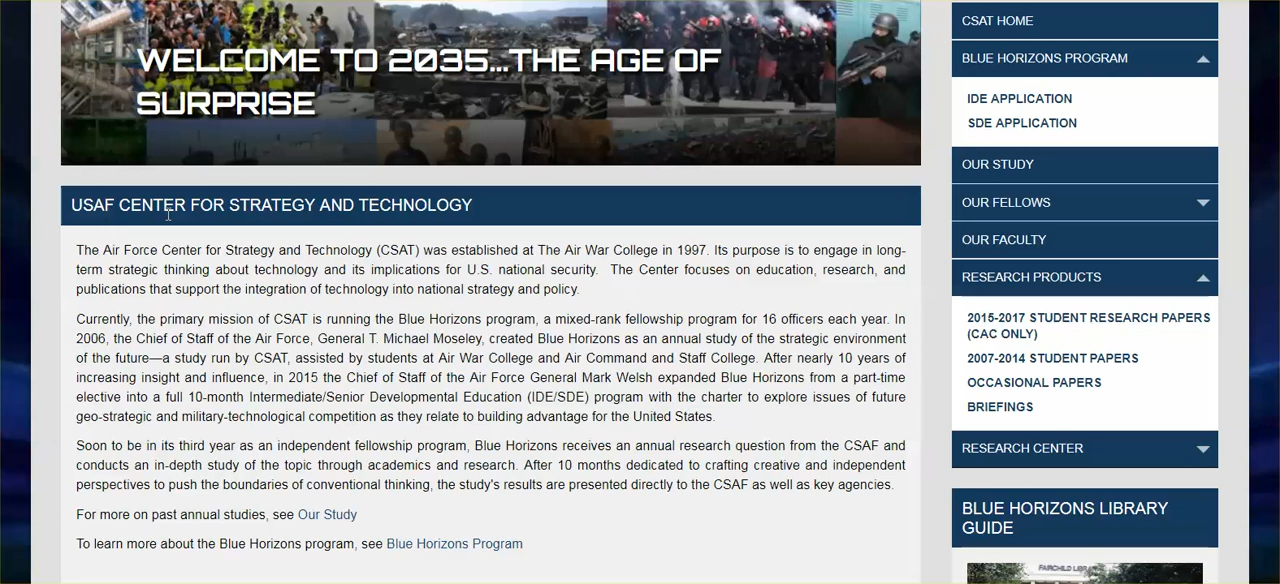 WELCOME TO 2035...THE AGE OF
SURPRISE
USAF CENTER FOR STRATEGY AND TECHNOLOGY
The Air Force Center for Strategy and Technology (CSAT) was established at The Air War College in 1997. Its purpose is to engage in long-
term strategic thinking about technology and its implications for U.S. national security. The Center focuses on education, research, and
publications that support the integration of technology into national strategy and policy.
Currently, the primary mission of CSAT is running the Blue Horizons program, a mixed-rank fellowship program for 16 officers each year. In
2006, the Chief of Staff of the Air Force, General T. Michael Moseley, created Blue Horizons as an annual study of the strategic environment
of the future—a study run by CSAT, assisted by students at Air War College and Air Command and Staff College. After nearly 10 years of
increasing insight and influence, in 2015 the Chief of Staff of the Air Force General Mark Welsh expanded Blue Horizons from a part-time
elective into a full 10-month Intermediate/Senior Developmental Education (IDE/SDE) program with the charter to explore issues of future
geo-strategic and military-technological competition as they relate to building advantage for the United States.
Soon to be in its third year as an independent fellowship program, Blue Horizons receives an annual research question from the CSAF and
conducts an in-depth study of the topic through academics and research. After 10 months dedicated to crafting creative and independent
perspectives to push the boundaries of conventional thinking, the study's results are presented directly to the CSAF as well as key agencies.
For more on past annual studies, see Our Study
To learn more about the Blue Horizons program, see Blue Horizons Program
CSAT HOME
BLUE HORIZONS PROGRAM
IDE APPLICATION
SDE APPLICATION
OUR STUDY
OUR FELLOWS
OUR FACULTY
RESEARCH PRODUCTS
2015-2017 STUDENT RESEARCH PAPERS
(CAC ONLY)
2007-2014 STUDENT PAPERS
OCCASIONAL PAPERS
BRIEFINGS
RESEARCH CENTER
BLUE HORIZONS LIBRARY
GUIDE